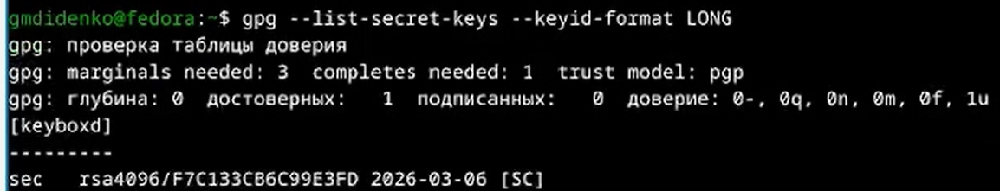 gmdidenko@fedora:~$ gpg --list-secret-keys --keyid-format LONG
gpg: проверка таблицы доверия
gpg: marginals needed: 3  completes needed: 1  trust model: pgp
gpg: глубина: 0  достоверных:   1  подписанных:   0  доверие: 0-, 0q, 0n, 0m, 0f, 1u
[keyboxd]
---------
sec   rsa4096/F7C133CB6C99E3FD 2026-03-06 [SC]